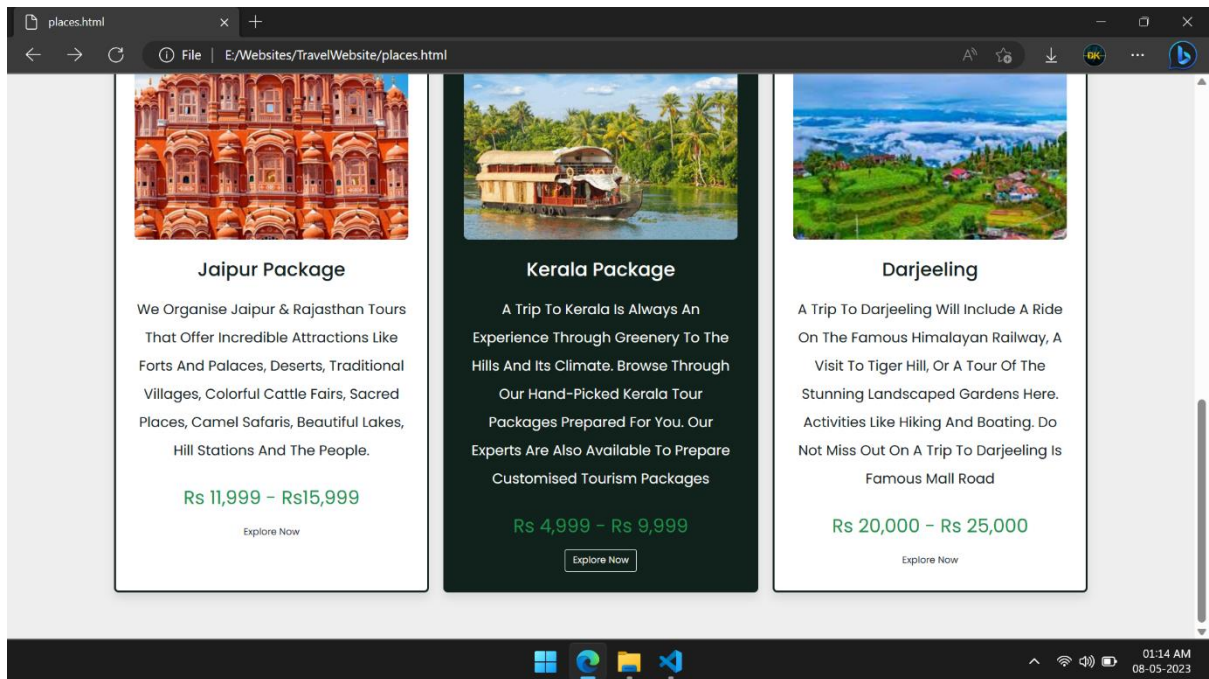 places.html
File | E:/Websites/TravelWebsite/places.html
DK
Jaipur Package
We Organise Jaipur & Rajasthan Tours
That Offer Incredible Attractions Like
Forts And Palaces, Deserts, Traditional
Villages, Colorful Cattle Fairs, Sacred
Places, Camel Safaris, Beautiful Lakes,
Hill Stations And The People.
Rs 11,999 - Rs15,999
Explore Now
Kerala Package
A Trip To Kerala Is Always An
Experience Through Greenery To The
Hills And Its Climate. Browse Through
Our Hand-Picked Kerala Tour
Packages Prepared For You. Our
Experts Are Also Available To Prepare
Customised Tourism Packages
Rs 4,999 - Rs 9,999
Explore Now
Darjeeling
A Trip To Darjeeling Will Include A Ride
On The Famous Himalayan Railway, A
Visit To Tiger Hill, Or A Tour Of The
Stunning Landscaped Gardens Here.
Activities Like Hiking And Boating. Do
Not Miss Out On A Trip To Darjeeling Is
Famous Mall Road
Rs 20,000 - Rs 25,000
Explore Now
01:14 AM
08-05-2023